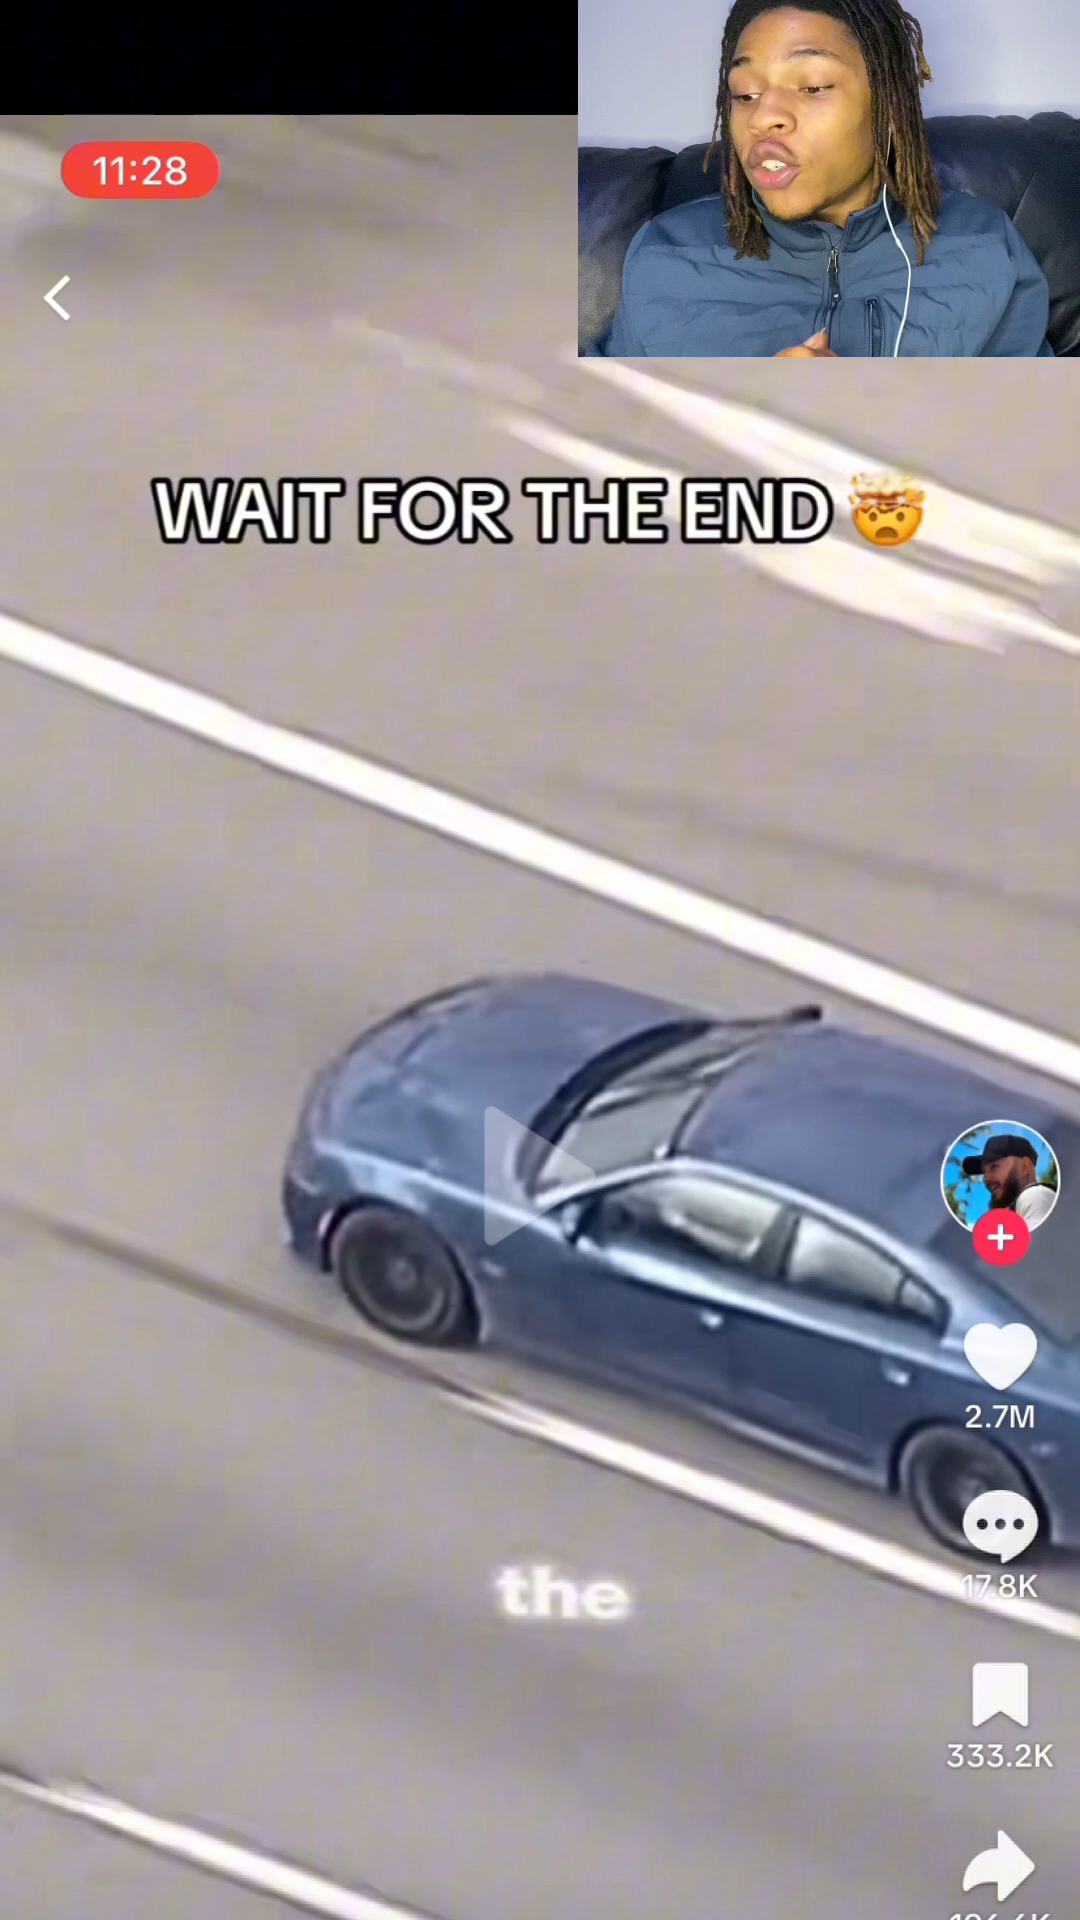 11:28
WAIT FOR THE END 🤯
the
2.7M
17.8K
333.2K